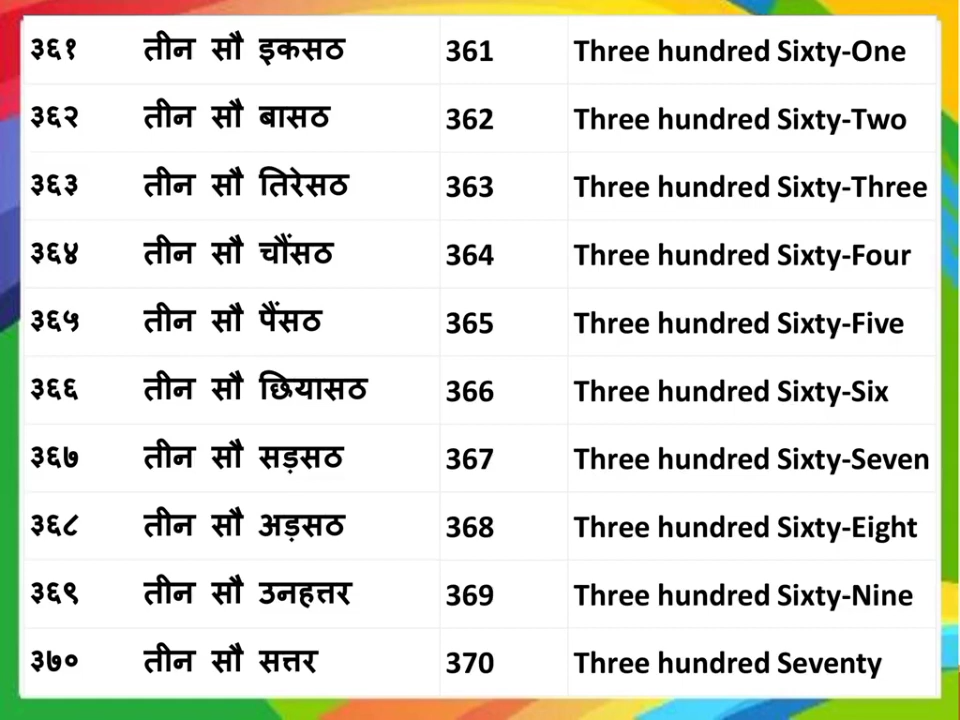 ३६१ तीन सौ इकसठ 361 Three hundred Sixty-One
३६२ तीन सौ बासठ 362 Three hundred Sixty-Two
३६३ तीन सौ तिरेसठ 363 Three hundred Sixty-Three
३६४ तीन सौ चौंसठ 364 Three hundred Sixty-Four
३६५ तीन सौ पैंसठ 365 Three hundred Sixty-Five
३६६ तीन सौ छियासठ 366 Three hundred Sixty-Six
३६७ तीन सौ सड़सठ 367 Three hundred Sixty-Seven
३६८ तीन सौ अड़सठ 368 Three hundred Sixty-Eight
३६९ तीन सौ उनहत्तर 369 Three hundred Sixty-Nine
३७० तीन सौ सत्तर 370 Three hundred Seventy